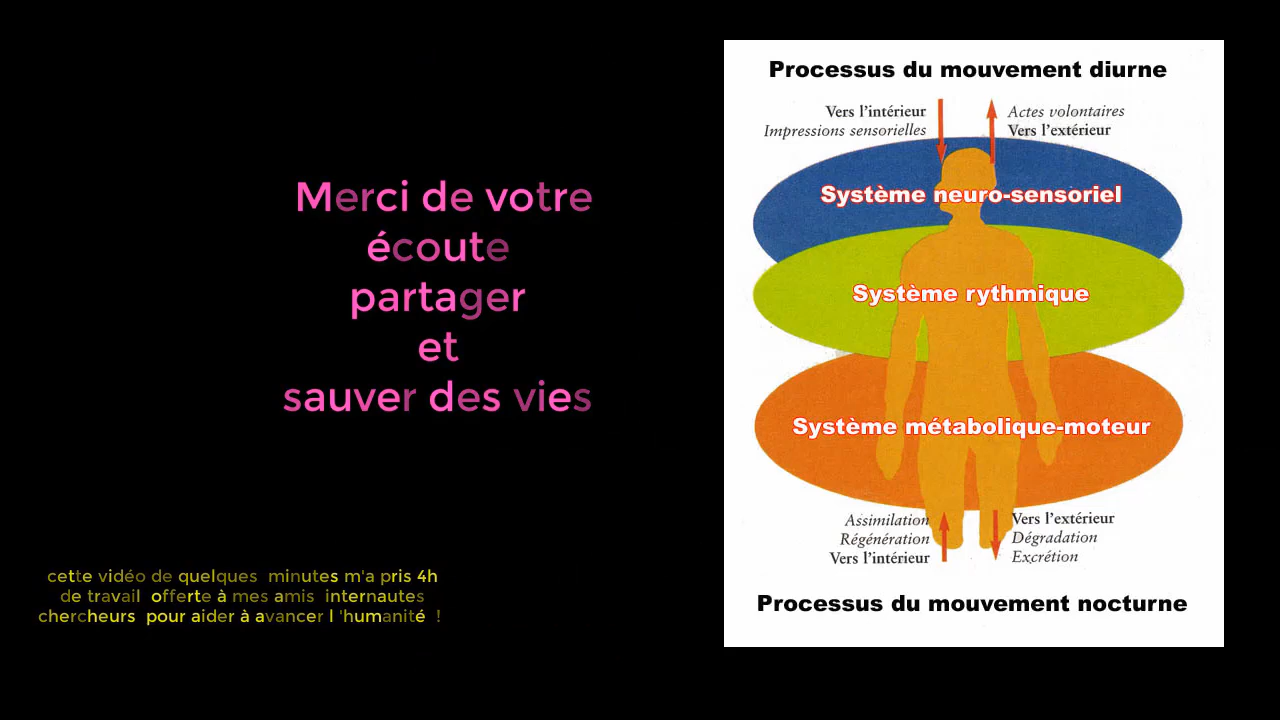 Merci de votre
écoute
partager
et
sauver des vies
cette vidéo de quelques minutes m'a pris 4h
de travail offerte à mes amis internautes
chercheurs pour aider à avancer l 'humanité !
Processus du mouvement diurne
Vers l'intérieur
Impressions sensorielles
Actes volontaires
Vers l'extérieur
Système neuro-sensoriel
Système rythmique
Système métabolique-moteur
Assimilation
Régénération
Vers l'intérieur
Vers l'extérieur
Dégradation
Excrétion
Processus du mouvement nocturne